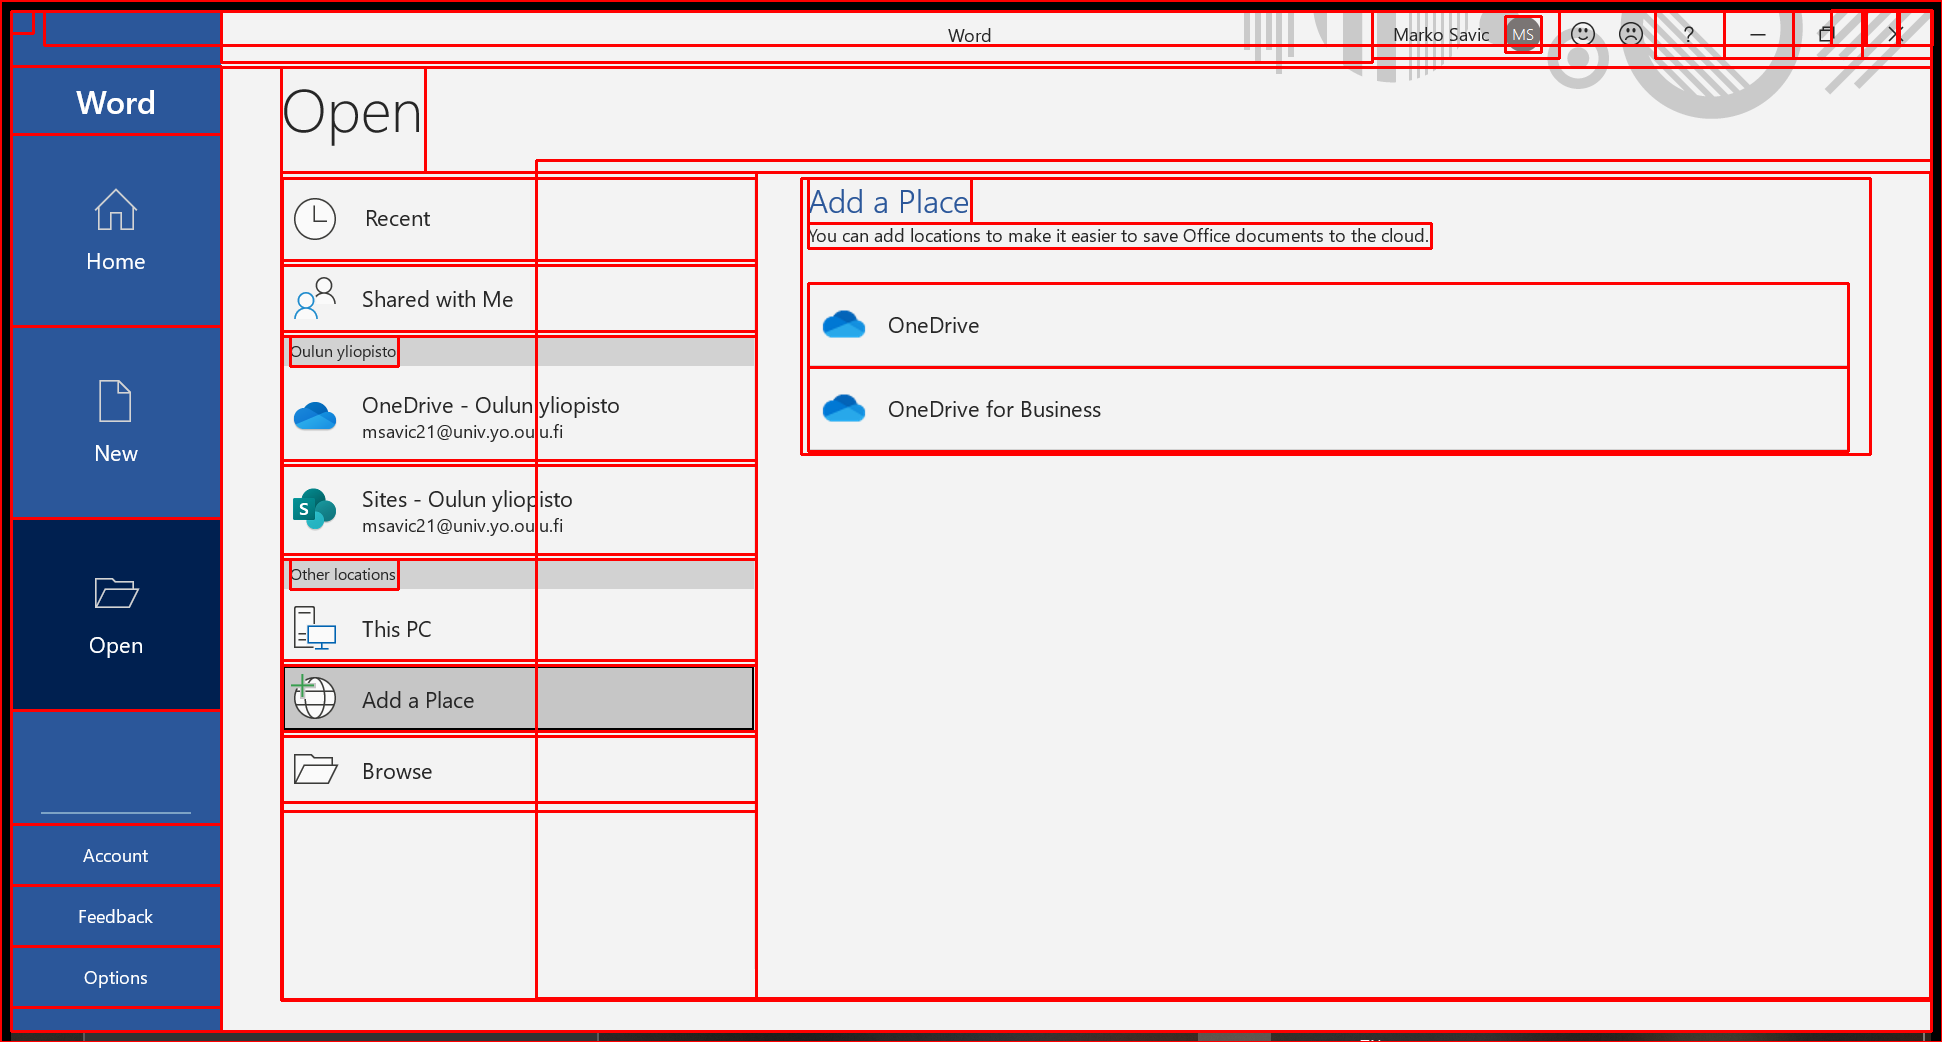 Word
Marko Savic
MS
?
Word
Home
New
Open
Account
Feedback
Options
Open
Recent
Shared with Me
Oulun yliopisto
OneDrive - Oulun yliopisto
msavic21@univ.yo.oulu.fi
S
Sites - Oulun yliopisto
msavic21@univ.yo.oulu.fi
Other locations
This PC
Add a Place
Browse
Add a Place
You can add locations to make it easier to save Office documents to the cloud.
OneDrive
OneDrive for Business